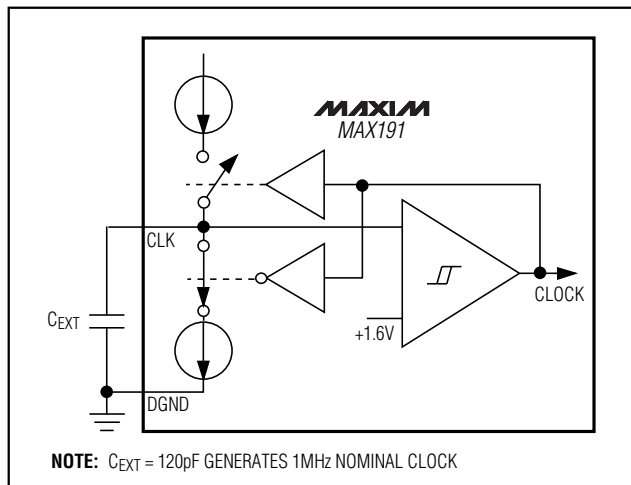 MAXIM
MAX191
CLK
CLOCK
+1.6V
CEXT
DGND
NOTE: CEXT = 120pF GENERATES 1MHz NOMINAL CLOCK